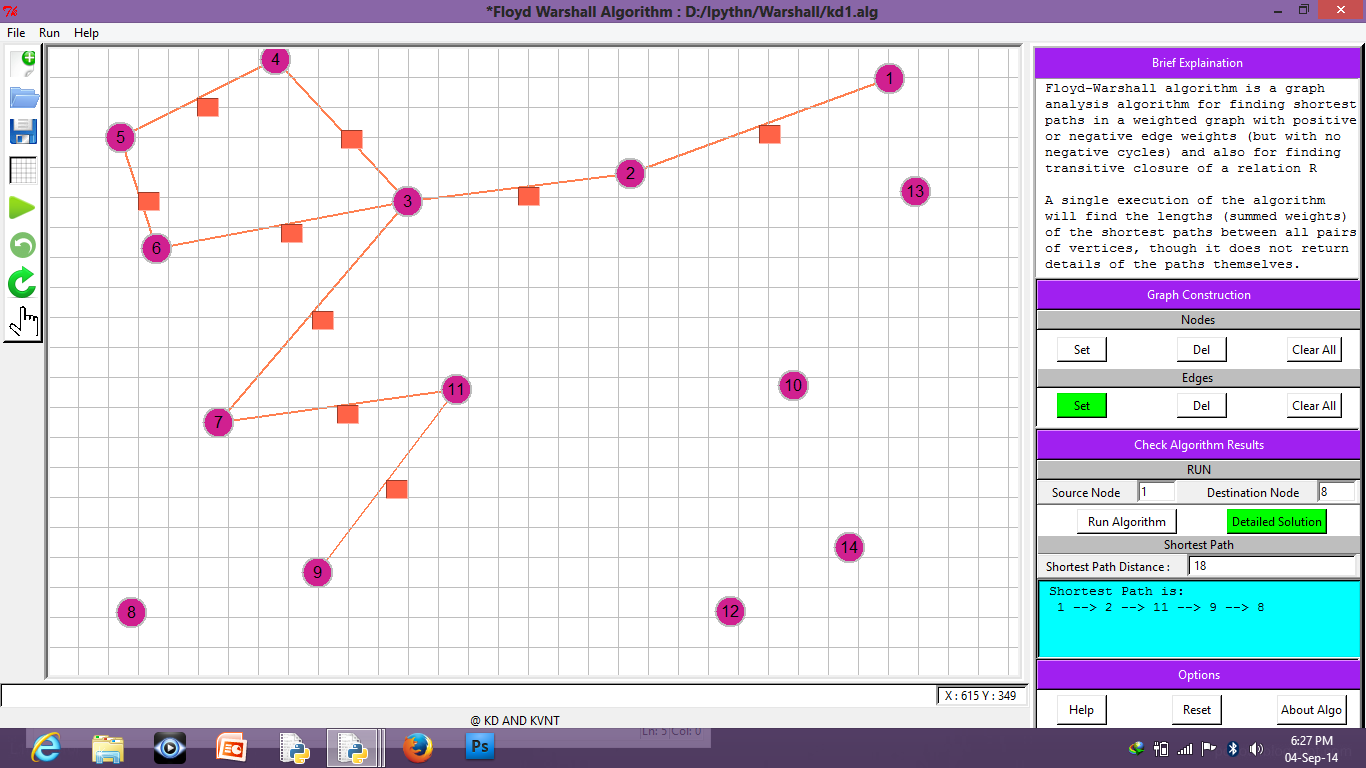 *Floyd Warshall Algorithm : D:/lpythn/Warshall/kd1.alg
File Run Help
4
1
5
2
13
3
6
11
10
7
14
9
8
12
Brief Explaination
Floyd-Warshall algorithm is a graph
analysis algorithm for finding shortest
paths in a weighted graph with positive
or negative edge weights (but with no
negative cycles) and also for finding
transitive closure of a relation R
A single execution of the algorithm
will find the lengths (summed weights)
of the shortest paths between all pairs
of vertices, though it does not return
details of the paths themselves.
Graph Construction
Nodes
Set Del Clear All
Edges
Set Del Clear All
Check Algorithm Results
RUN
Source Node 1 Destination Node 8
Run Algorithm Detailed Solution
Shortest Path
Shortest Path Distance : 18
Shortest Path is:
1 --> 2 --> 11 --> 9 --> 8
Options
Help Reset About Algo
X : 615 Y : 349
@ KD AND KVNT
Ln: 5 Col: 0
Ps
6:27 PM
04-Sep-14